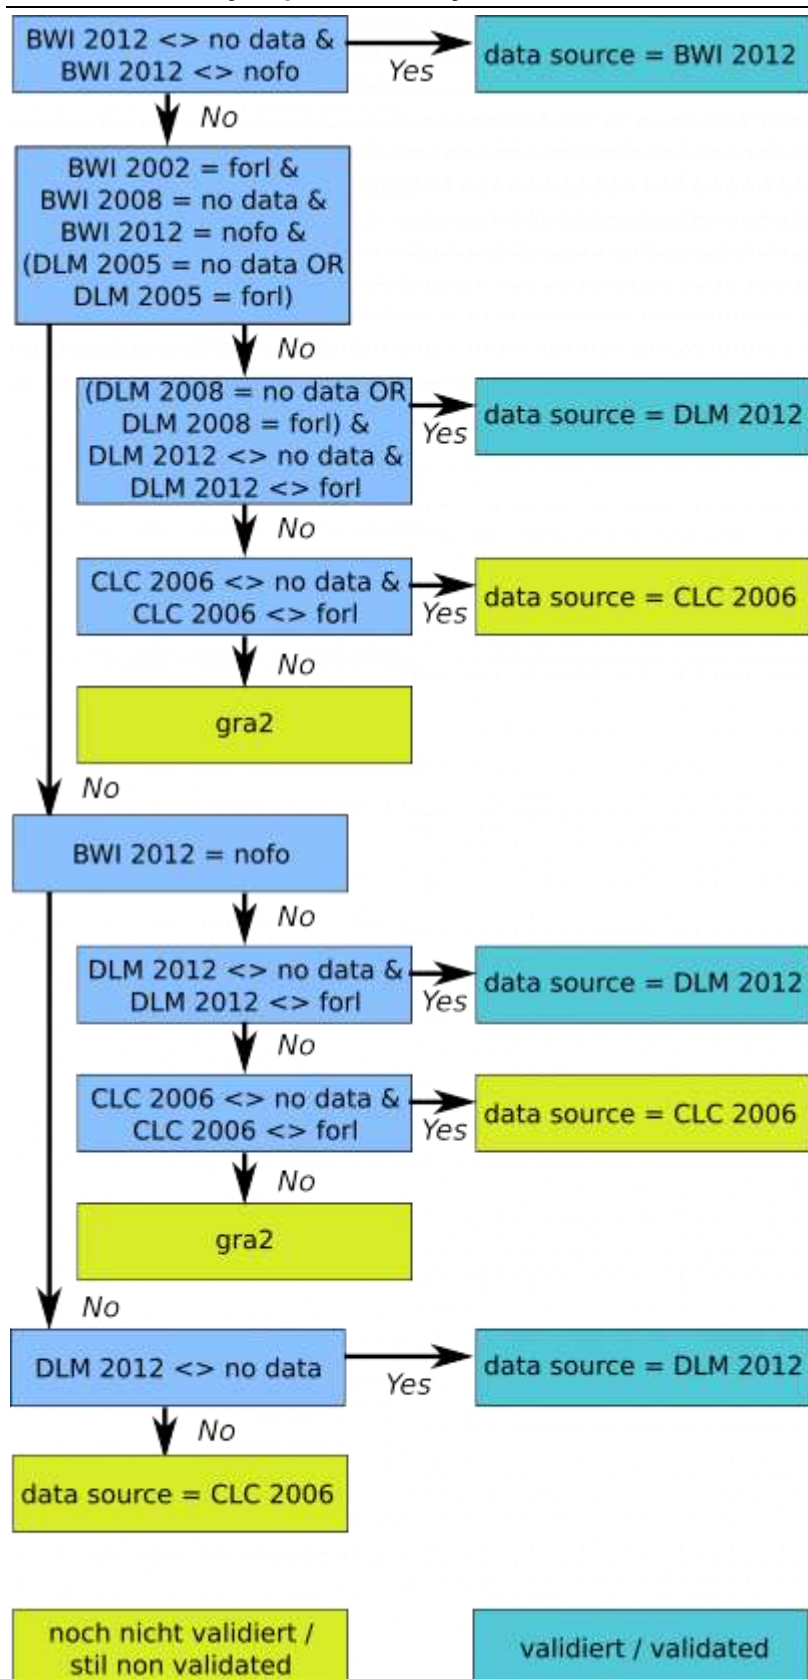 BWI 2012 <> no data &
BWI 2012 <> nofo
Yes
data source = BWI 2012
No
BWI 2002 = forl &
BWI 2008 = no data &
BWI 2012 = nofo &
(DLM 2005 = no data OR
DLM 2005 = forl)
No
(DLM 2008 = no data OR
DLM 2008 = forl) &
DLM 2012 <> no data &
DLM 2012 <> forl
Yes
data source = DLM 2012
No
CLC 2006 <> no data &
CLC 2006 <> forl
Yes
data source = CLC 2006
No
gra2
No
BWI 2012 = nofo
No
DLM 2012 <> no data &
DLM 2012 <> forl
Yes
data source = DLM 2012
No
CLC 2006 <> no data &
CLC 2006 <> forl
Yes
data source = CLC 2006
No
gra2
No
DLM 2012 <> no data
Yes
data source = DLM 2012
No
data source = CLC 2006
noch nicht validiert /
stil non validated
validiert / validated